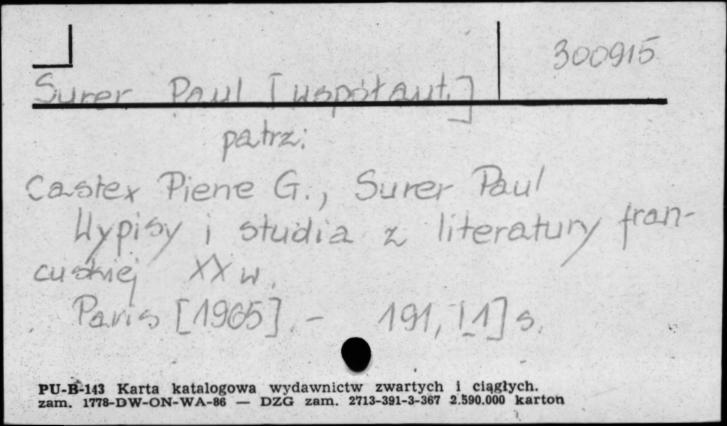 300915
Surer Paul [współaut.]
patrz:
Castex Piene G., Surer Paul
Wypisy i studia z literatury fran-
cuskiej XX w.
Paris [1965]. - 191, [1] s.
PU-B-143 Karta katalogowa wydawnictw zwartych i ciągłych.
zam. 1778-DW-ON-WA-86 — DZG zam. 2713-391-3-367 2.590.000 karton